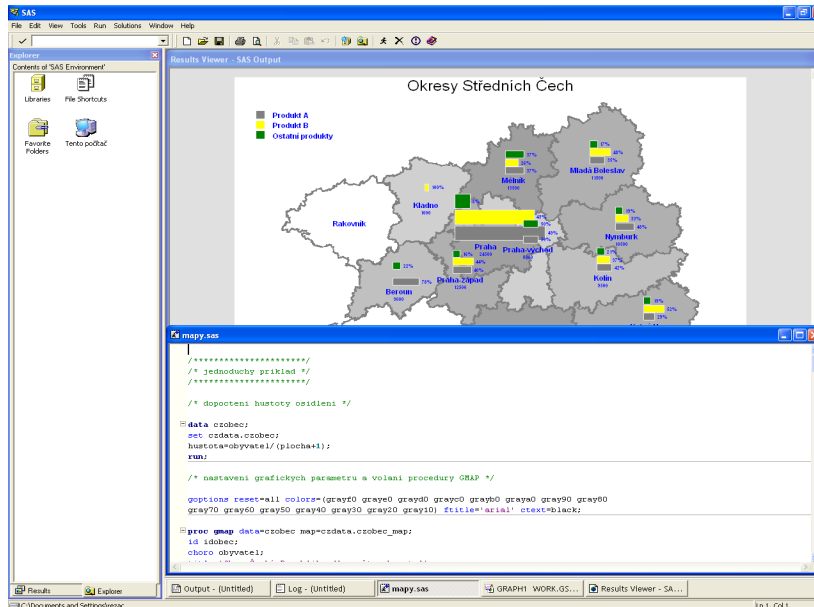 SAS
File Edit View Tools Run Solutions Window Help
Explorer
Contents of 'SAS Environment'
Libraries
File Shortcuts
Favorite Folders
Tento počítač
Results Viewer - SAS Output
Okresy Středních Čech
Produkt A
Produkt B
Ostatní produkty
Mělník
Mladá Boleslav
Kladno
Rakovník
Nymburk
Praha
Praha-východ
Praha-západ
Kolín
Beroun
100%
mapy.sas
/**********************/
/* jednoduchy priklad */
/**********************/
/* dopocteni hustoty osidleni */
data czobec;
set czdata.czobec;
hustota=obyvatel/(plocha+1);
run;
/* nastaveni grafickych parametru a volani procedury GMAP */
goptions reset=all colors=(grayf0 graye0 grayd0 grayc0 grayb0 graya0 gray90 gray80
gray70 gray60 gray50 gray40 gray30 gray20 gray10) ftitle='arial' ctext=black;
proc gmap data=czobec map=czdata.czobec_map;
id idobec;
choro obyvatel;
Results
Explorer
Output - (Untitled)
Log - (Untitled)
mapy.sas
GRAPH1 WORK.GS...
Results Viewer - SA...
C:\Documents and Settings\rezac
Ln 1, Col 1